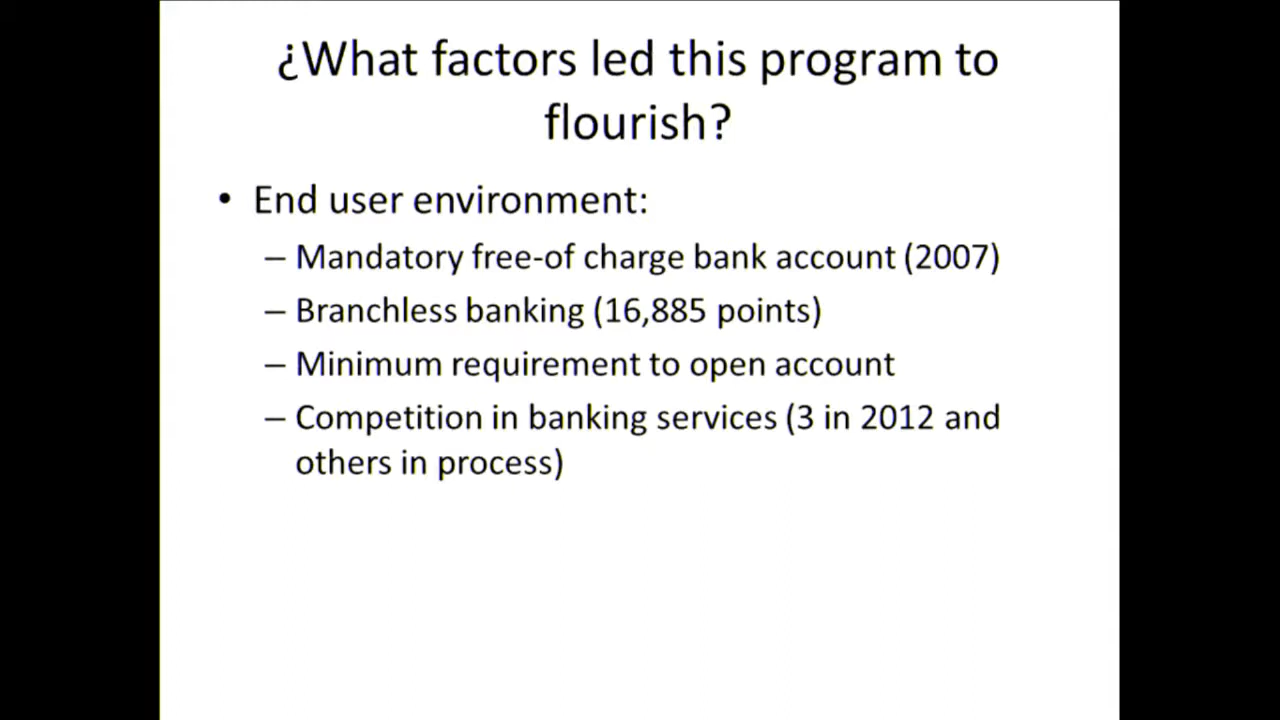 ¿What factors led this program to
flourish?
• End user environment:
– Mandatory free-of charge bank account (2007)
– Branchless banking (16,885 points)
– Minimum requirement to open account
– Competition in banking services (3 in 2012 and
others in process)